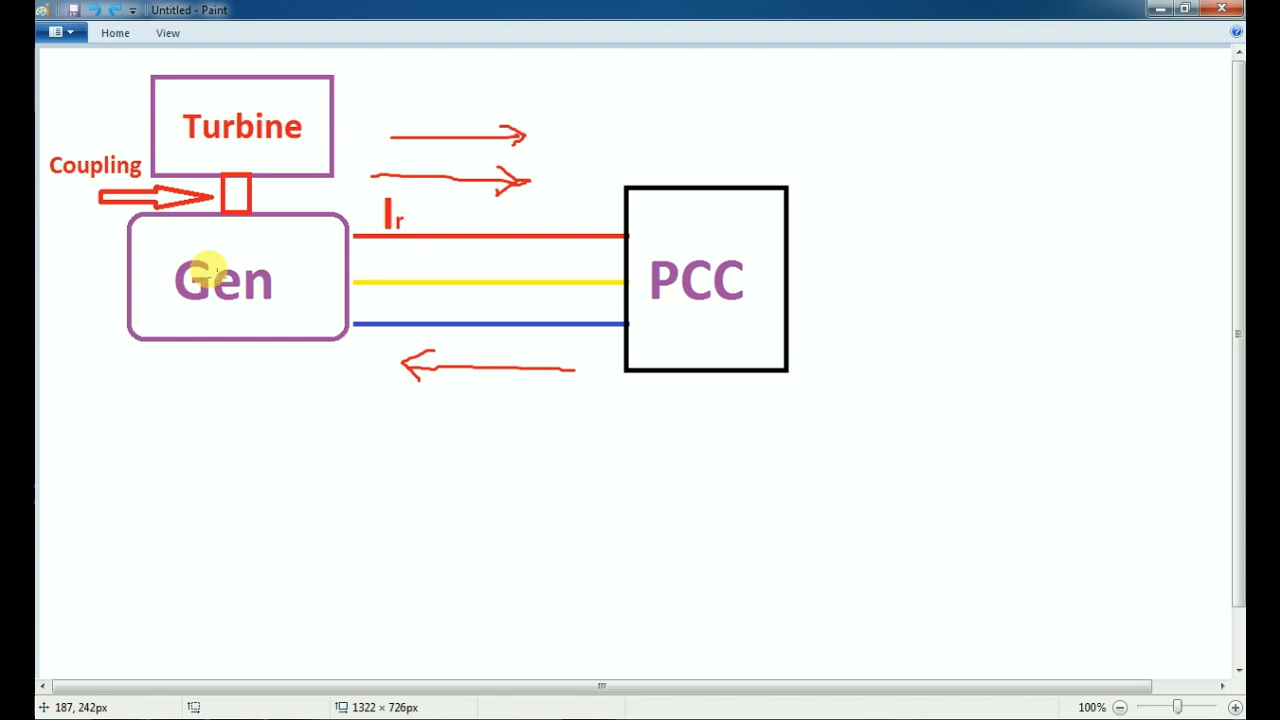 Untitled - Paint
Home View
Turbine
Coupling
Ir
Gen
PCC
187, 242px
1322 × 726px
100%